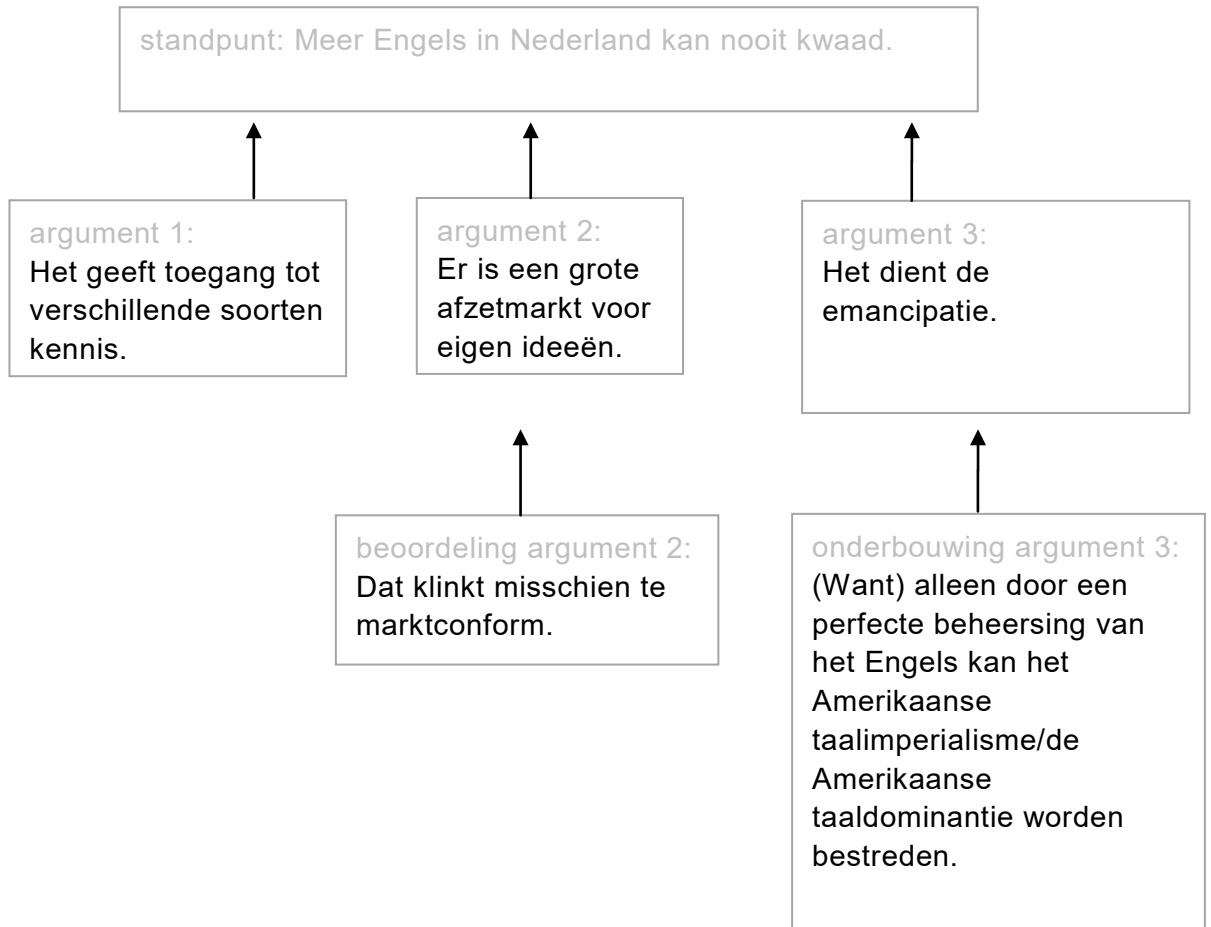 standpunt: Meer Engels in Nederland kan nooit kwaad.
argument 1:
Het geeft toegang tot
verschillende soorten
kennis.
argument 2:
Er is een grote
afzetmarkt voor
eigen ideeën.
argument 3:
Het dient de
emancipatie.
beoordeling argument 2:
Dat klinkt misschien te
marktconform.
onderbouwing argument 3:
(Want) alleen door een
perfecte beheersing van
het Engels kan het
Amerikaanse
taalimperialisme/de
Amerikaanse
taaldominantie worden
bestreden.